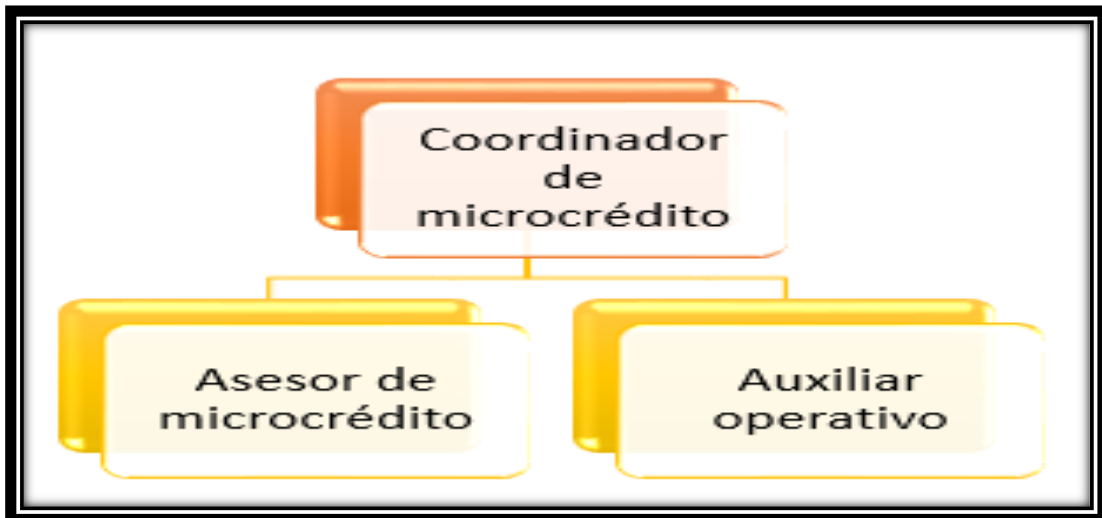 Coordinador
de
microcrédito
Asesor de
microcrédito
Auxiliar
operativo